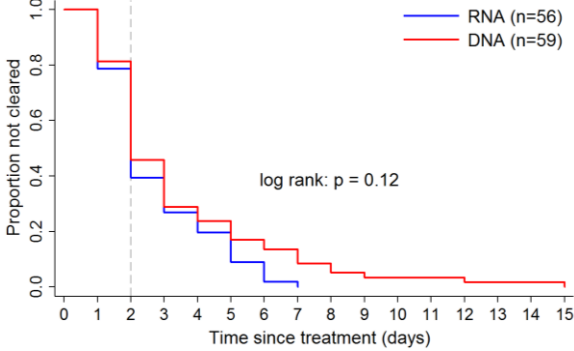 RNA (n=56)
DNA (n=59)
Proportion not cleared
1.0
0.8
0.6
0.4
0.2
0.0
log rank: p = 0.12
0 1 2 3 4 5 6 7 8 9 10 11 12 13 14 15
Time since treatment (days)